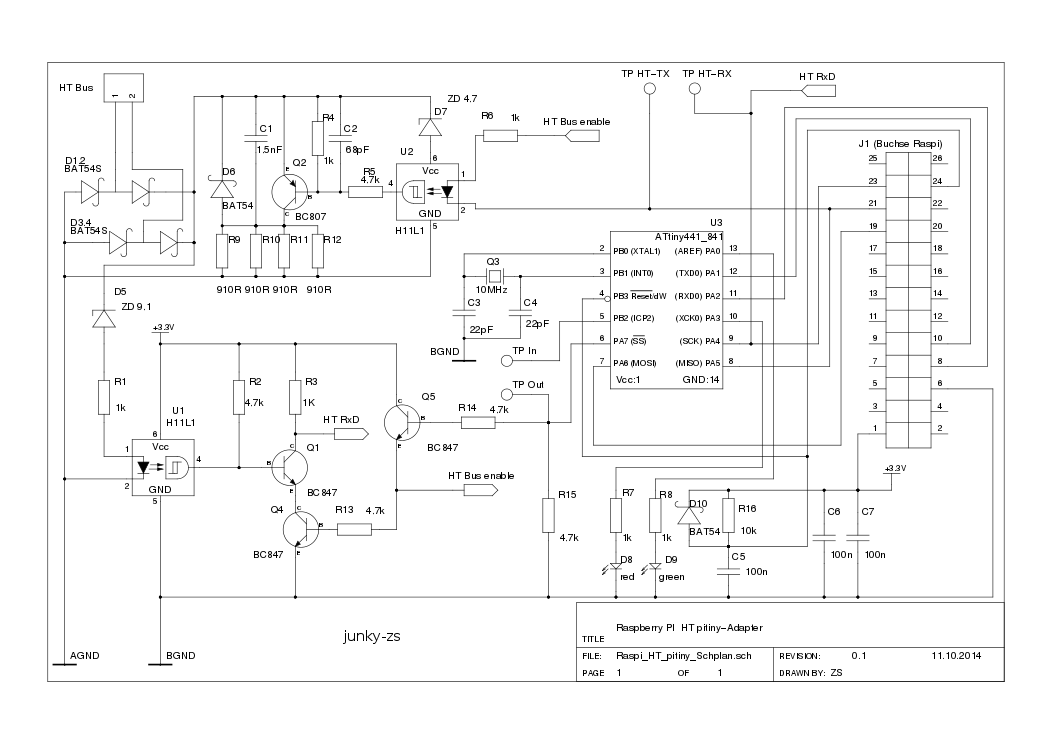 HT Bus
1 2
D1,2
BAT54S
D3,4
BAT54S
D6
BAT54
C1
1.5nF
Q2
E
B
C
BC807
R4
1k
C2
68pF
R5
4.7k
D7
ZD 4.7
U2
6
Vcc
4
1
2
GND
5
H11L1
R6
1k
HT Bus enable
R9
R10
R11
R12
910R 910R 910R 910R
TP HT-TX
TP HT-RX
HT RxD
J1 (Buchse Raspi)
25 26
23 24
21 22
19 20
17 18
15 16
13 14
11 12
9 10
7 8
5 6
3 4
1 2
U3
ATtiny441_841
2 PB0 (XTAL1) (AREF) PA0 13
3 PB1 (INT0) (TXD0) PA1 12
4 PB3 Reset/dW (RXD0) PA2 11
5 PB2 (ICP2) (XCK0) PA3 10
6 PA7 (SS) (SCK) PA4 9
7 PA6 (MOSI) (MISO) PA5 8
Vcc:1 GND:14
Q3
10MHz
C3
22pF
C4
22pF
BGND
TP In
TP Out
D5
ZD 9.1
+3.3V
R1
1k
U1
H11L1
6
Vcc
1
4
2
GND
5
R2
4.7k
R3
1K
HT RxD
Q1
C
B
E
BC847
Q4
C
B
E
BC847
R13
4.7k
Q5
C
B
E
BC 847
R14
4.7k
HT Bus enable
R15
4.7k
R7
1k
R8
1k
D8
red
D9
green
D10
BAT54
R16
10k
C5
100n
+3.3V
C6
100n
C7
100n
AGND
BGND
junky-zs
TITLE
Raspberry PI HT pitiny-Adapter
FILE: Raspi_HT_pitiny_Schplan.sch
REVISION: 0.1 11.10.2014
PAGE 1 OF 1
DRAWN BY: ZS